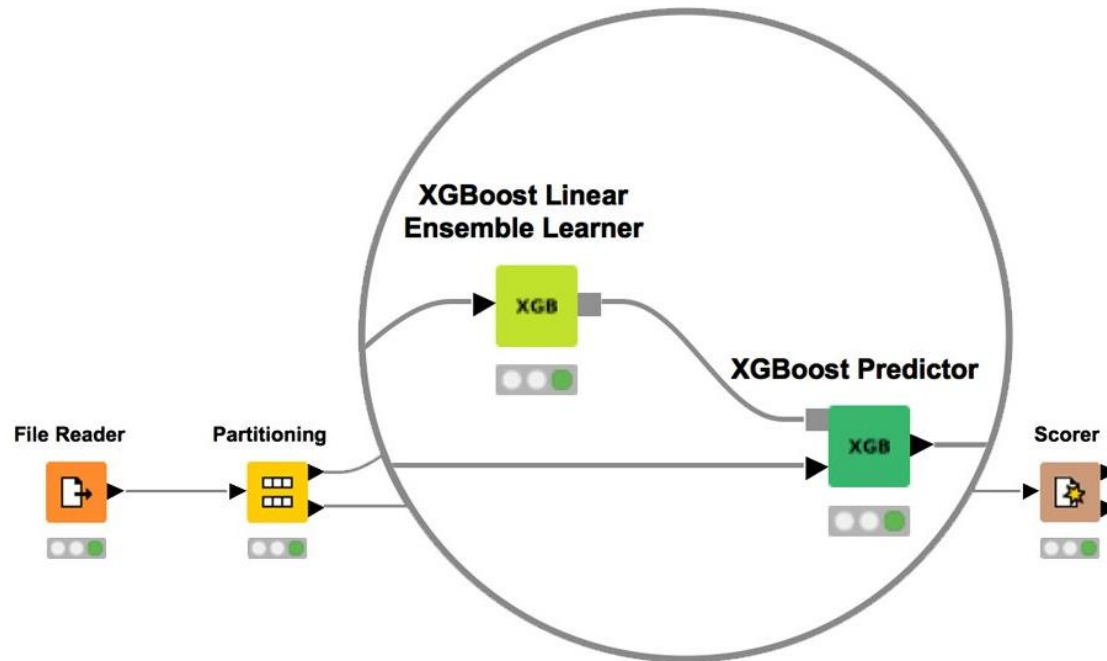 XGBoost Linear
Ensemble Learner
XGB
XGBoost Predictor
XGB
File Reader
Partitioning
Scorer